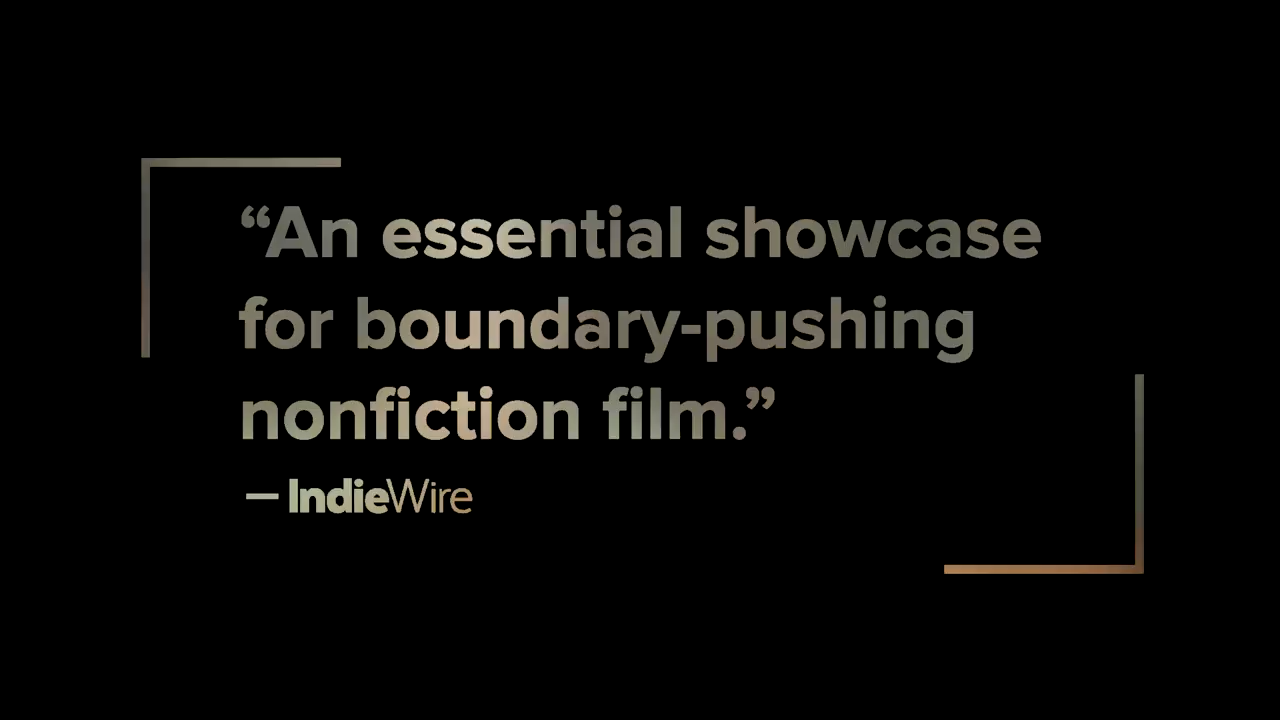 “An essential showcase
for boundary-pushing
nonfiction film.”
— IndieWire